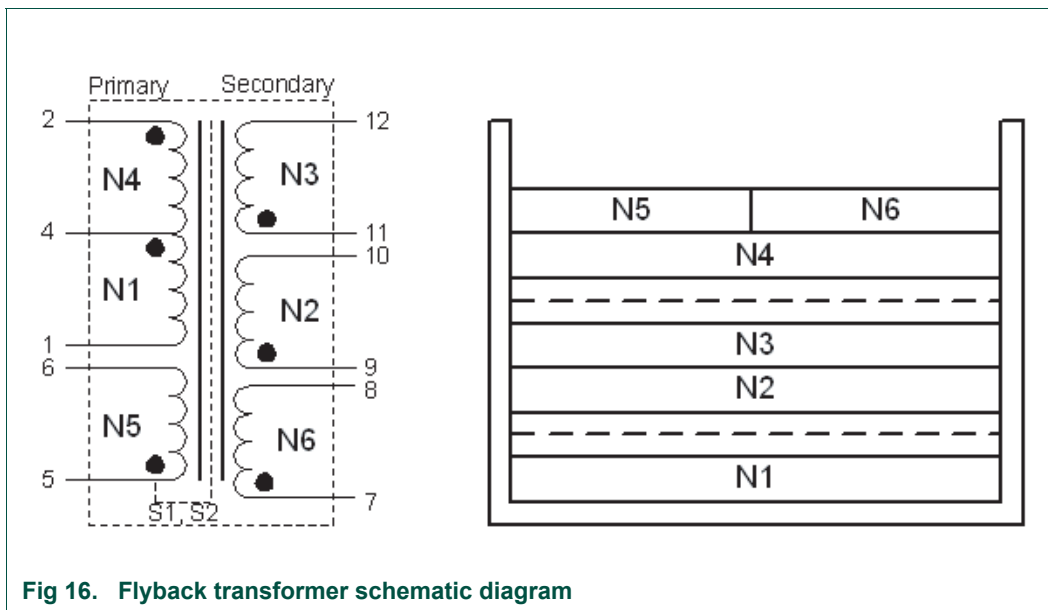 Primary Secondary
2 12
N4 N3
4 11
10
N1 N2
1
6 9
8
N5 N6
5 7
S1, S2
N5 N6
N4
N3
N2
N1
Fig 16. Flyback transformer schematic diagram